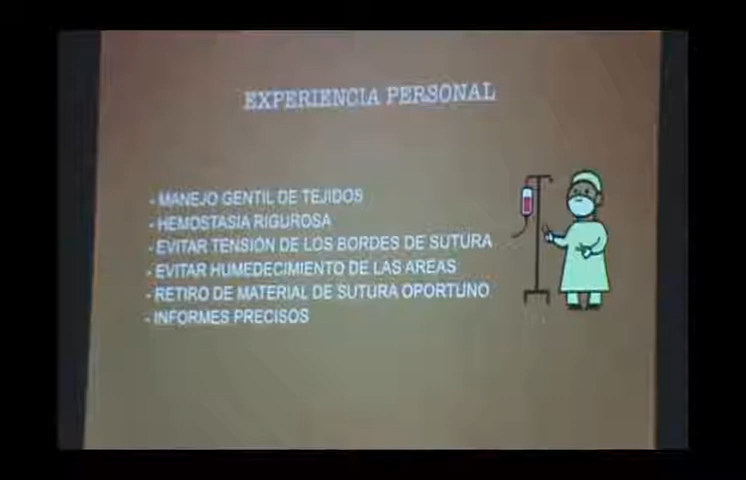 EXPERIENCIA PERSONAL
- MANEJO GENTIL DE TEJIDOS
- HEMOSTASIA RIGUROSA
- EVITAR TENSION DE LOS BORDES DE SUTURA
- EVITAR HUMEDECIMIENTO DE LAS AREAS
- RETIRO DE MATERIAL DE SUTURA OPORTUNO
- INFORMES PRECISOS